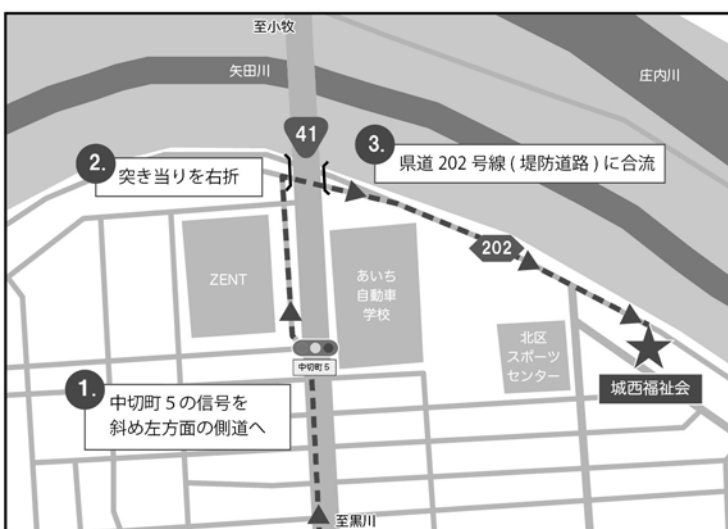 至小牧
矢田川
庄内川
41
2.
突き当りを右折
3.
県道 202 号線 ( 堤防道路 ) に合流
202
ZENT
あいち
自動車
学校
中切町 5
北区
スポーツ
センター
城西福祉会
1.
中切町 5 の信号を
斜め左方面の側道へ
至黒川